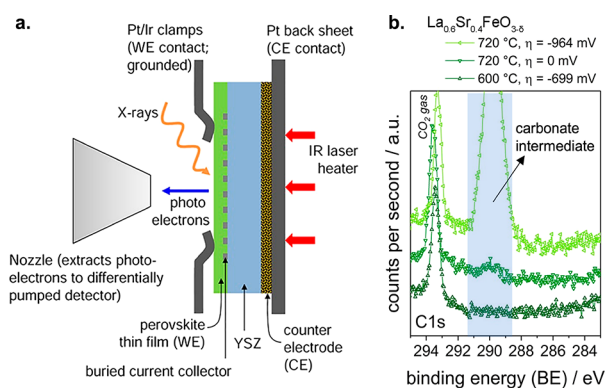 a.
Pt/Ir clamps
(WE contact;
grounded)
Pt back sheet
(CE contact)
X-rays
IR laser
heater
photo
electrons
Nozzle (extracts photo-
electrons to differentially
pumped detector)
perovskite
thin film (WE)
YSZ
counter
electrode
(CE)
buried current collector
b.
La0.6Sr0.4FeO3-δ
720 °C, η = -964 mV
720 °C, η = 0 mV
600 °C, η = -699 mV
CO2 gas
carbonate
intermediate
counts per second / a.u.
C1s
294 292 290 288 286 284 283
binding energy (BE) / eV